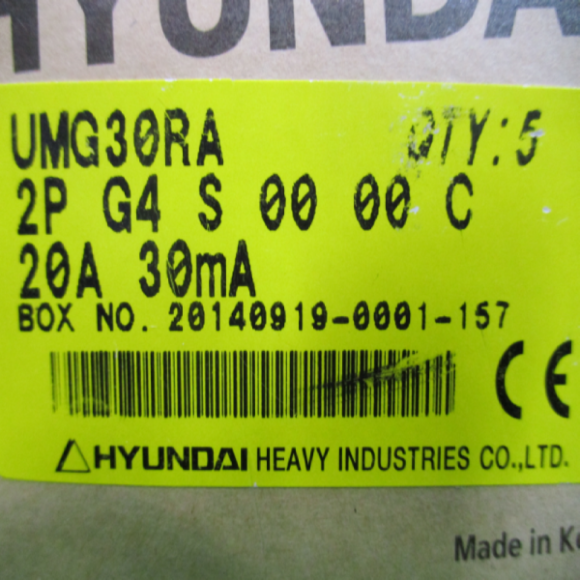 HYUNDA
UMG30RA QTY:5
2P G4 S 00 00 C
20A 30mA
BOX NO. 20140919-0001-157
CE
HYUNDAI HEAVY INDUSTRIES CO.,LTD.
Made in Ko